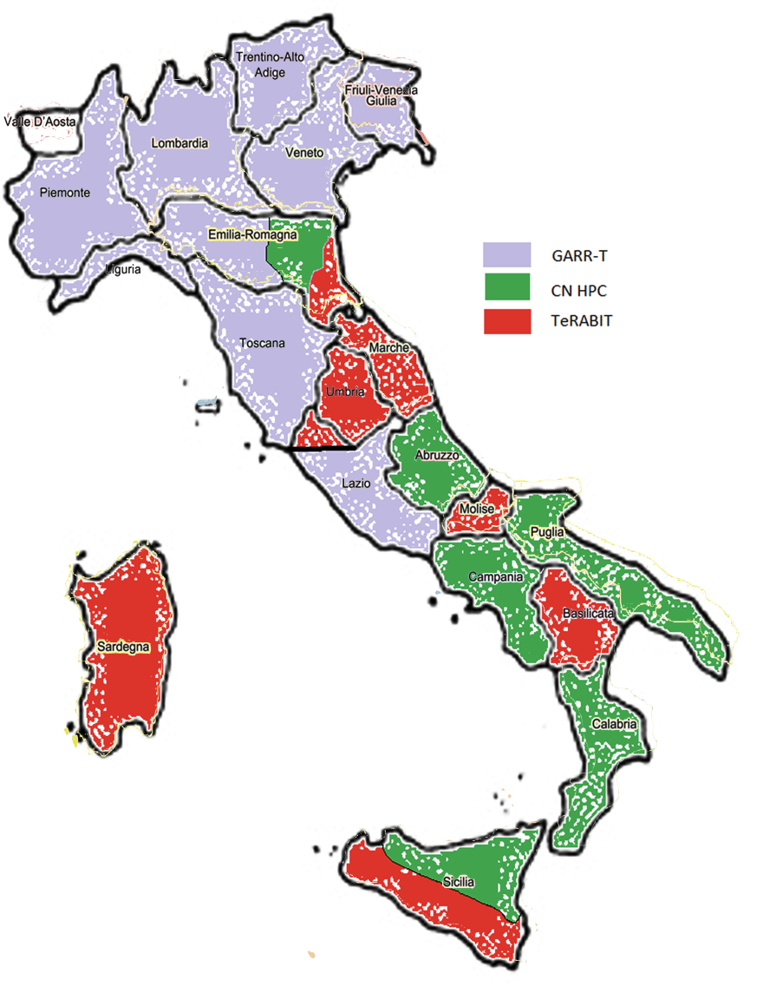 Trentino-Alto
Adige
Friuli-Venezia
Giulia
Valle D'Aosta
Lombardia
Veneto
Piemonte
Emilia-Romagna
Liguria
GARR-T
CN HPC
TeRABIT
Toscana
Marche
Umbria
Abruzzo
Lazio
Molise
Puglia
Campania
Basilicata
Sardegna
Calabria
Sicilia